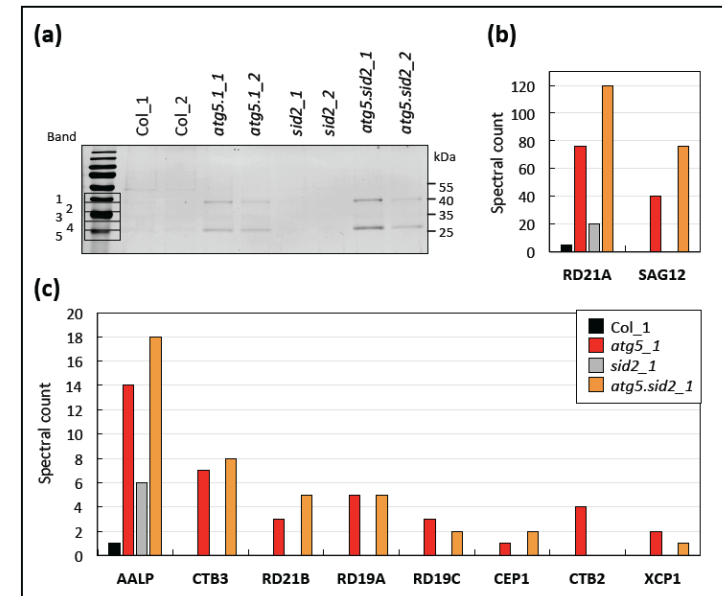 (a)
Col_1
Col_2
atg5.1_1
atg5.1_2
sid2_1
sid2_2
atg5.sid2_1
atg5.sid2_2
Band
kDa
1
2
3
4
5
55
40
35
25
(b)
Spectral count
120
100
80
60
40
20
0
RD21A SAG12
(c)
Spectral count
20
18
16
14
12
10
8
6
4
2
0
Col_1
atg5_1
sid2_1
atg5.sid2_1
AALP CTB3 RD21B RD19A RD19C CEP1 CTB2 XCP1